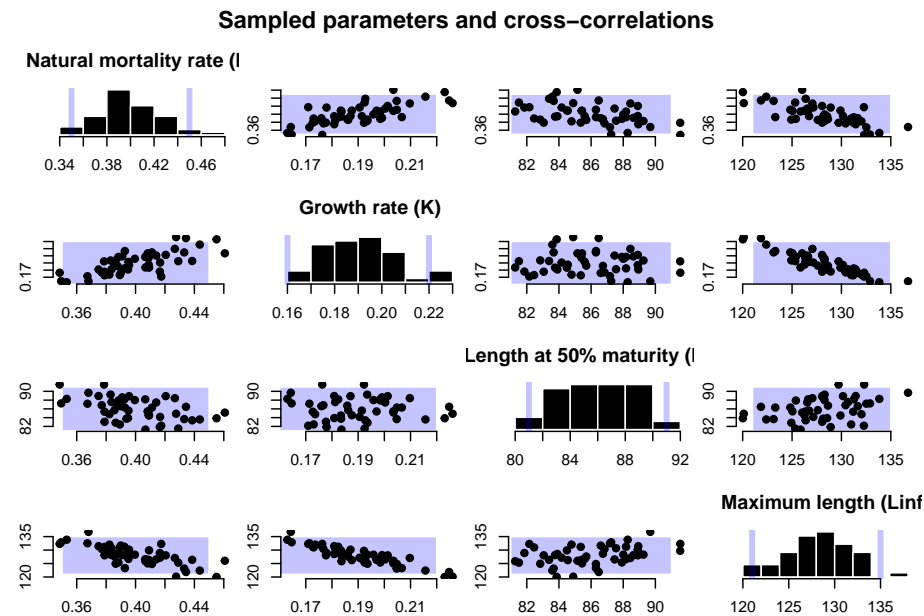 Sampled parameters and cross−correlations
Natural mortality rate (
0.34 0.38 0.42 0.46
0.36
0.17 0.19 0.21
0.36
82 84 86 88 90
0.36
120 125 130 135
0.17
0.36 0.40 0.44
Growth rate (K)
0.16 0.18 0.20 0.22
0.17
82 84 86 88 90
0.17
120 125 130 135
82 90
0.36 0.40 0.44
82 90
0.17 0.19 0.21
Length at 50% maturity (
80 84 88 92
82 90
120 125 130 135
120 135
0.36 0.40 0.44
120 135
0.17 0.19 0.21
120 135
82 84 86 88 90
Maximum length (Linf
120 125 130 135